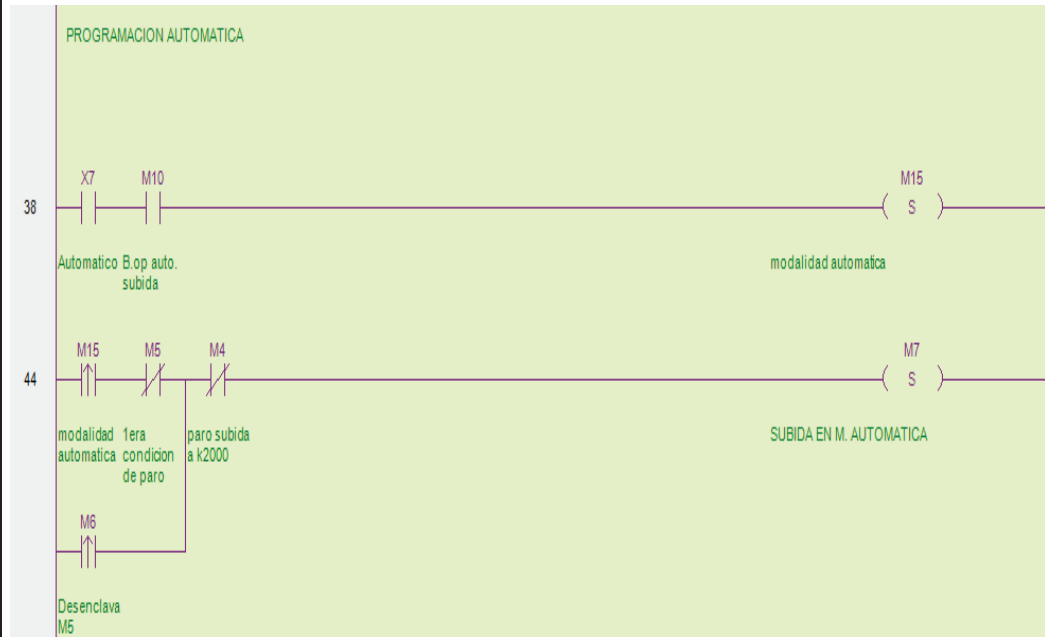 PROGRAMACION AUTOMATICA
X7 M10 M15
38 S
Automatico B.op auto. modalidad automatica
subida
M15 M5 M4 M7
44 S
modalidad 1era paro subida SUBIDA EN M. AUTOMATICA
automatica condicion a k2000
de paro
M6
Desenclava
M5